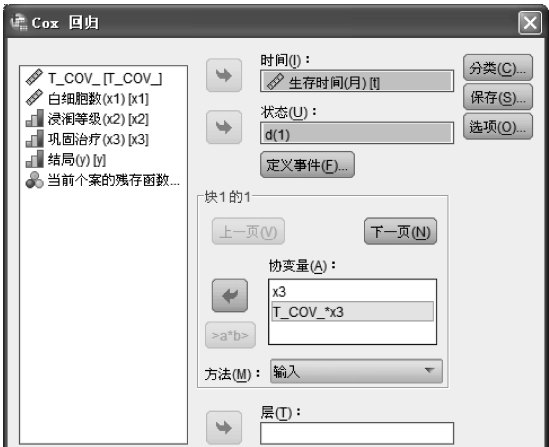 Cox 回归
T_COV_ [T_COV_]
白细胞数(x1) [x1]
浸润等级(x2) [x2]
巩固治疗(x3) [x3]
结局(y) [y]
当前个案的残存函数...
时间(I)：
生存时间(月) [t]
状态(U)：
d(1)
定义事件(F)...
块1 的1
上一页(V)
下一页(N)
协变量(A)：
x3
T_COV_*x3
>a*b>
方法(M)：
输入
层(T)：
分类(C)...
保存(S)...
选项(O)...